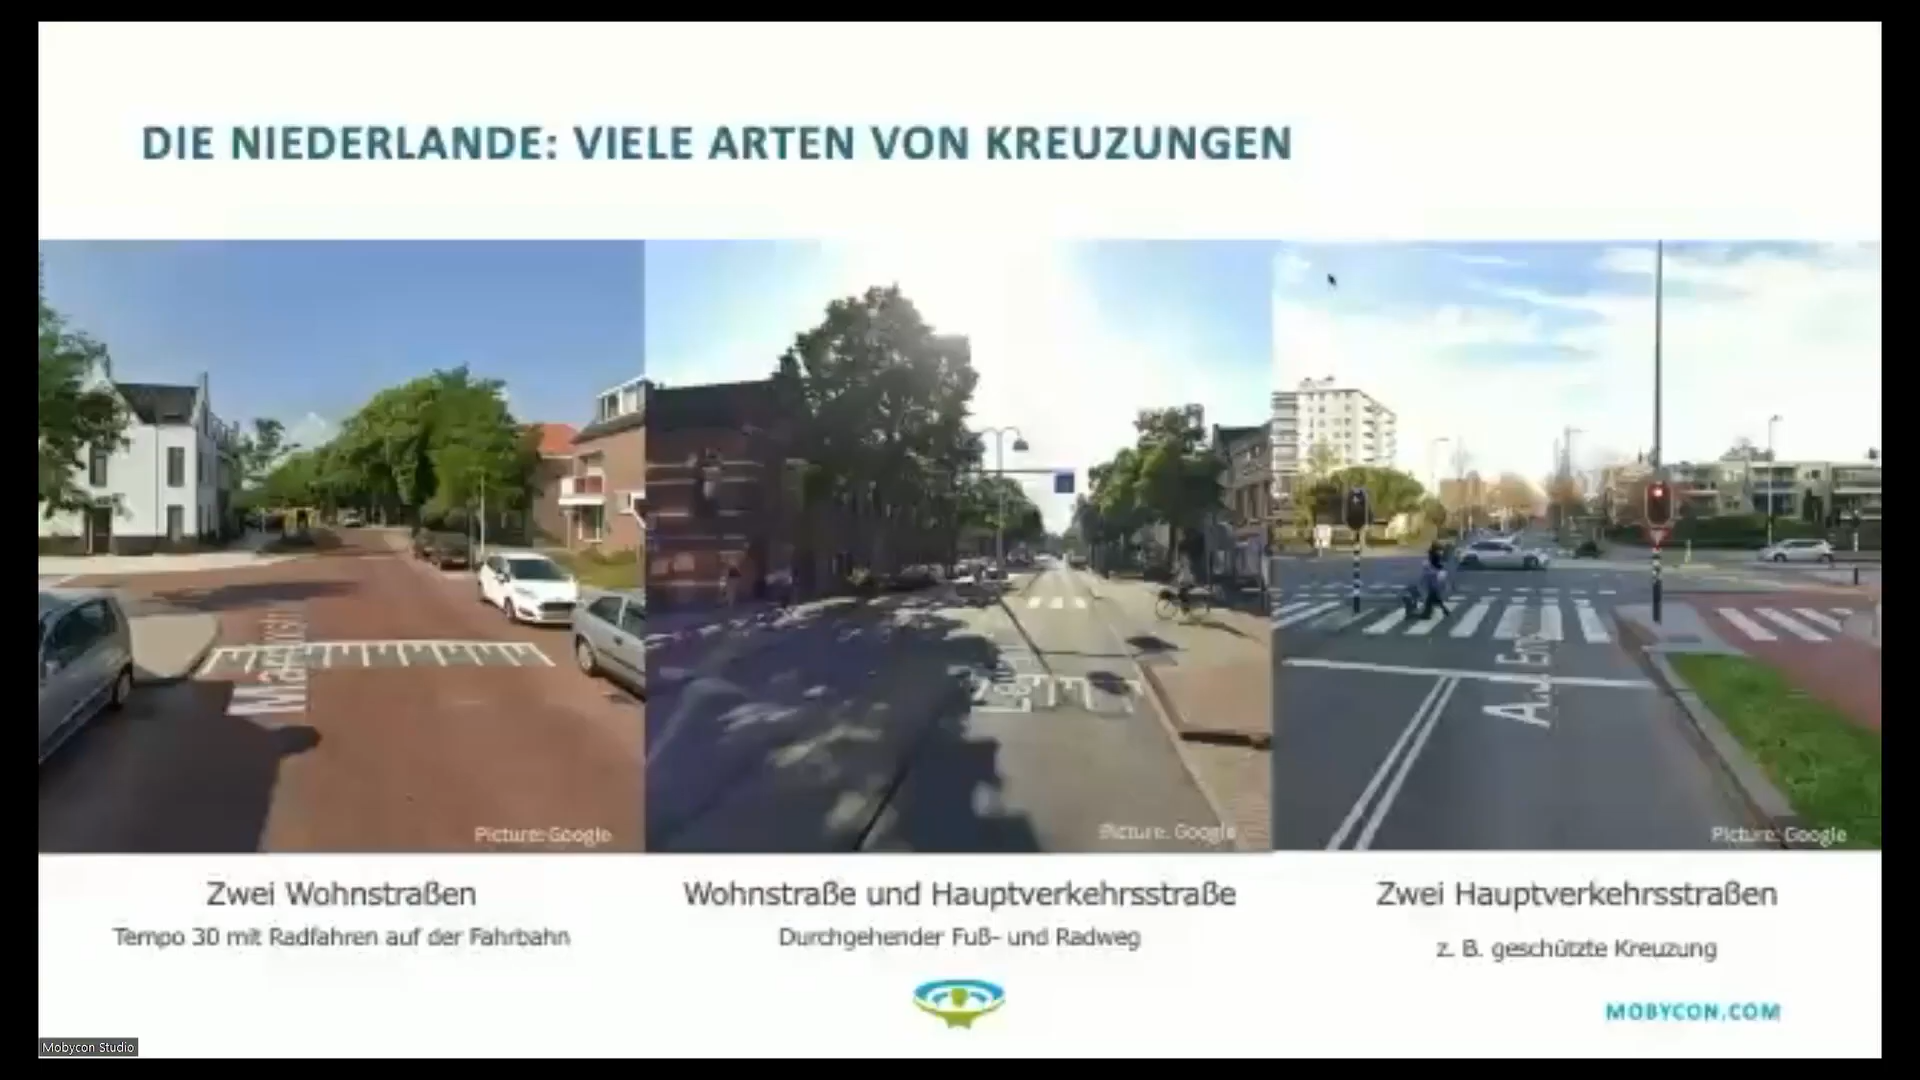 DIE NIEDERLANDE: VIELE ARTEN VON KREUZUNGEN
Picture: Google
Picture: Google
Picture: Google
Zwei Wohnstraßen
Tempo 30 mit Radfahren auf der Fahrbahn
Wohnstraße und Hauptverkehrsstraße
Durchgehender Fuß- und Radweg
Zwei Hauptverkehrsstraßen
z. B. geschützte Kreuzung
MOBYCON.COM
Mobycon Studio